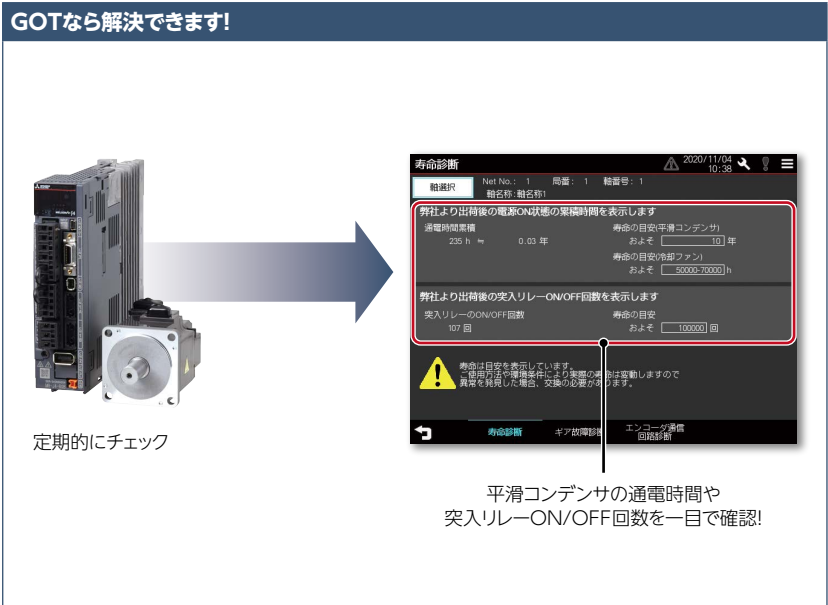 GOTなら解決できます!
寿命診断
2020/11/04
10:38
軸選択
Net No.: 1 局番: 1 軸番号: 1
軸名称:軸名称1
弊社より出荷後の電源ON状態の累積時間を表示します
通電時間累積
寿命の目安(平滑コンデンサ)
235 h ≒ 0.03 年
およそ 10 年
寿命の目安(冷却ファン)
およそ 50000-70000 h
弊社より出荷後の突入リレーON/OFF回数を表示します
突入リレーのON/OFF回数
寿命の目安
107 回
およそ 100000 回
寿命は目安を表示しています。
ご使用方法や環境条件により実際の寿命は変動しますので
異常を発見した場合、交換の必要があります。
寿命診断
ギア故障診断
エンコーダ通信
回路診断
定期的にチェック
平滑コンデンサの通電時間や
突入リレーON/OFF回数を一目で確認!